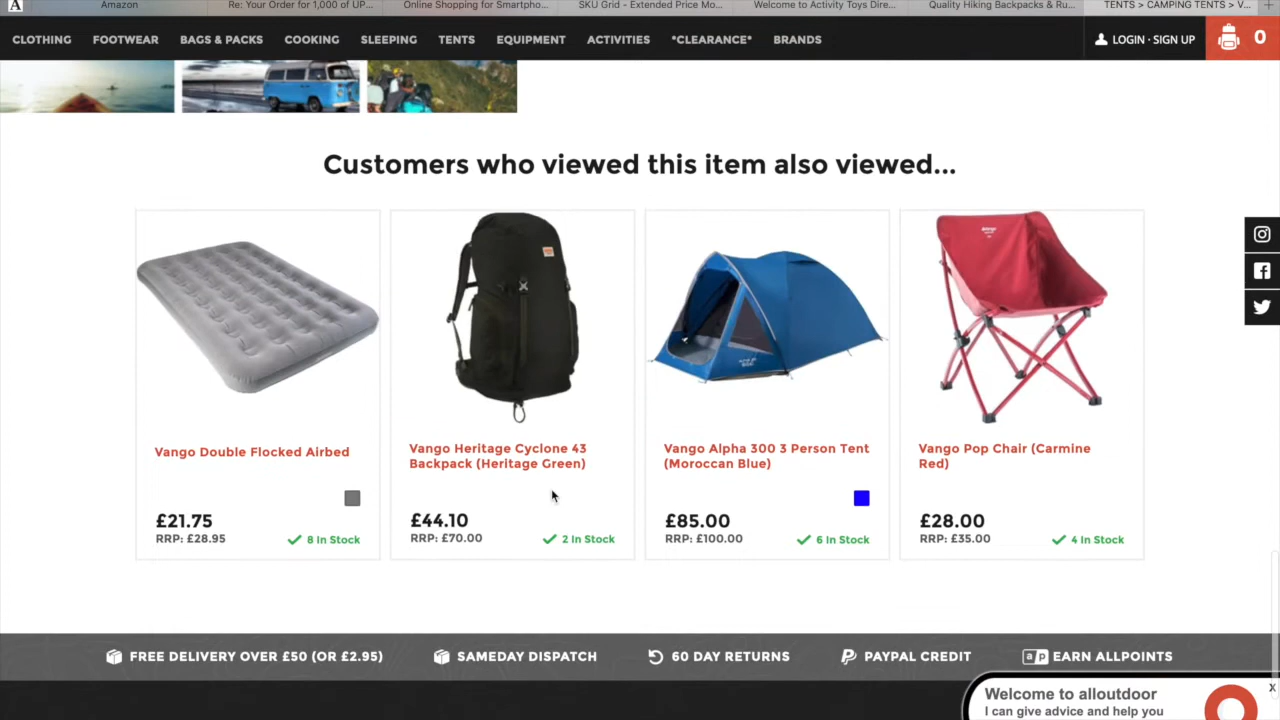 A
Amazon
Re: Your Order for 1,000 of UP...
Online Shopping for Smartpho...
SKU Grid - Extended Price Mo...
Welcome to Activity Toys Dire...
Quality Hiking Backpacks & Ru...
TENTS > CAMPING TENTS > V...
CLOTHING
FOOTWEAR
BAGS & PACKS
COOKING
SLEEPING
TENTS
EQUIPMENT
ACTIVITIES
*CLEARANCE*
BRANDS
LOGIN · SIGN UP
0
Customers who viewed this item also viewed...
Vango Double Flocked Airbed
£21.75
RRP: £28.95
8 In Stock
Vango Heritage Cyclone 43
Backpack (Heritage Green)
£44.10
RRP: £70.00
2 In Stock
Vango Alpha 300 3 Person Tent
(Moroccan Blue)
£85.00
RRP: £100.00
6 In Stock
Vango Pop Chair (Carmine
Red)
£28.00
RRP: £35.00
4 In Stock
FREE DELIVERY OVER £50 (OR £2.95)
SAMEDAY DISPATCH
60 DAY RETURNS
PAYPAL CREDIT
ap EARN ALLPOINTS
X
Welcome to alloutdoor
I can give advice and help you